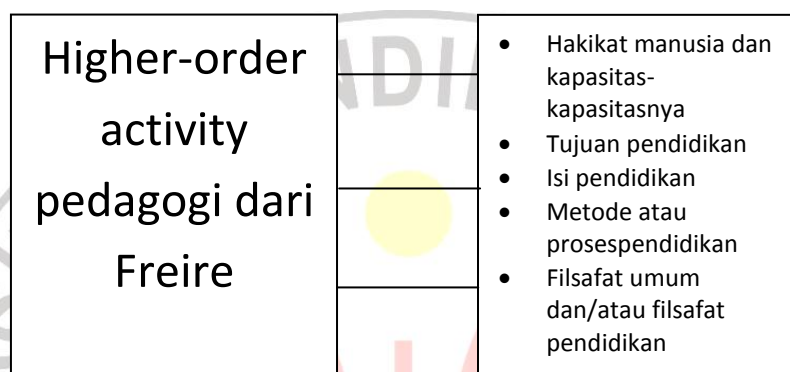 Higher-order
activity
pedagogi dari
Freire
• Hakikat manusia dan
kapasitas-
kapasitasnya
• Tujuan pendidikan
• Isi pendidikan
• Metode atau
prosespendidikan
• Filsafat umum
dan/atau filsafat
pendidikan